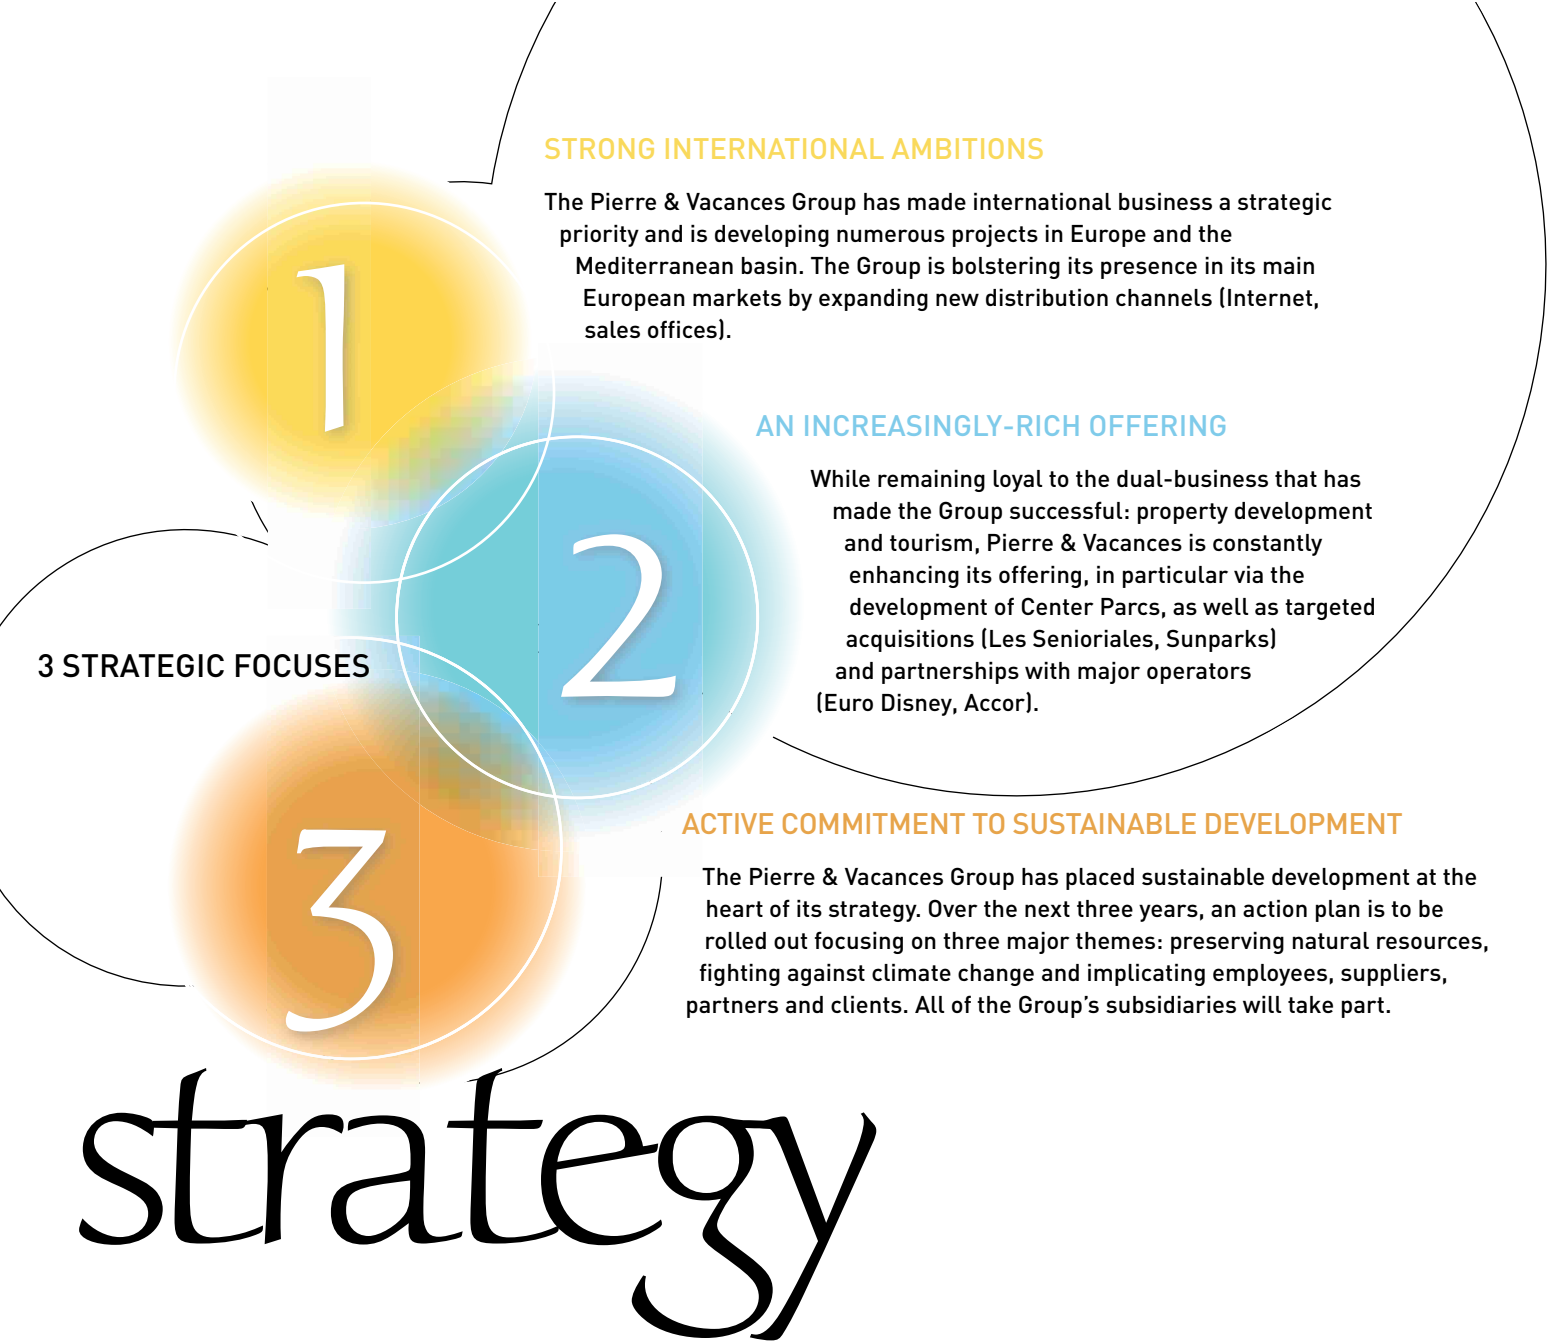 STRONG INTERNATIONAL AMBITIONS
The Pierre & Vacances Group has made international business a strategic
priority and is developing numerous projects in Europe and the
Mediterranean basin. The Group is bolstering its presence in its main
European markets by expanding new distribution channels (Internet,
sales offices).
1
AN INCREASINGLY-RICH OFFERING
While remaining loyal to the dual-business that has
made the Group successful: property development
and tourism, Pierre & Vacances is constantly
enhancing its offering, in particular via the
development of Center Parcs, as well as targeted
acquisitions (Les Senioriales, Sunparks)
and partnerships with major operators
(Euro Disney, Accor).
2
3 STRATEGIC FOCUSES
ACTIVE COMMITMENT TO SUSTAINABLE DEVELOPMENT
The Pierre & Vacances Group has placed sustainable development at the
heart of its strategy. Over the next three years, an action plan is to be
rolled out focusing on three major themes: preserving natural resources,
fighting against climate change and implicating employees, suppliers,
partners and clients. All of the Group’s subsidiaries will take part.
3
strategy